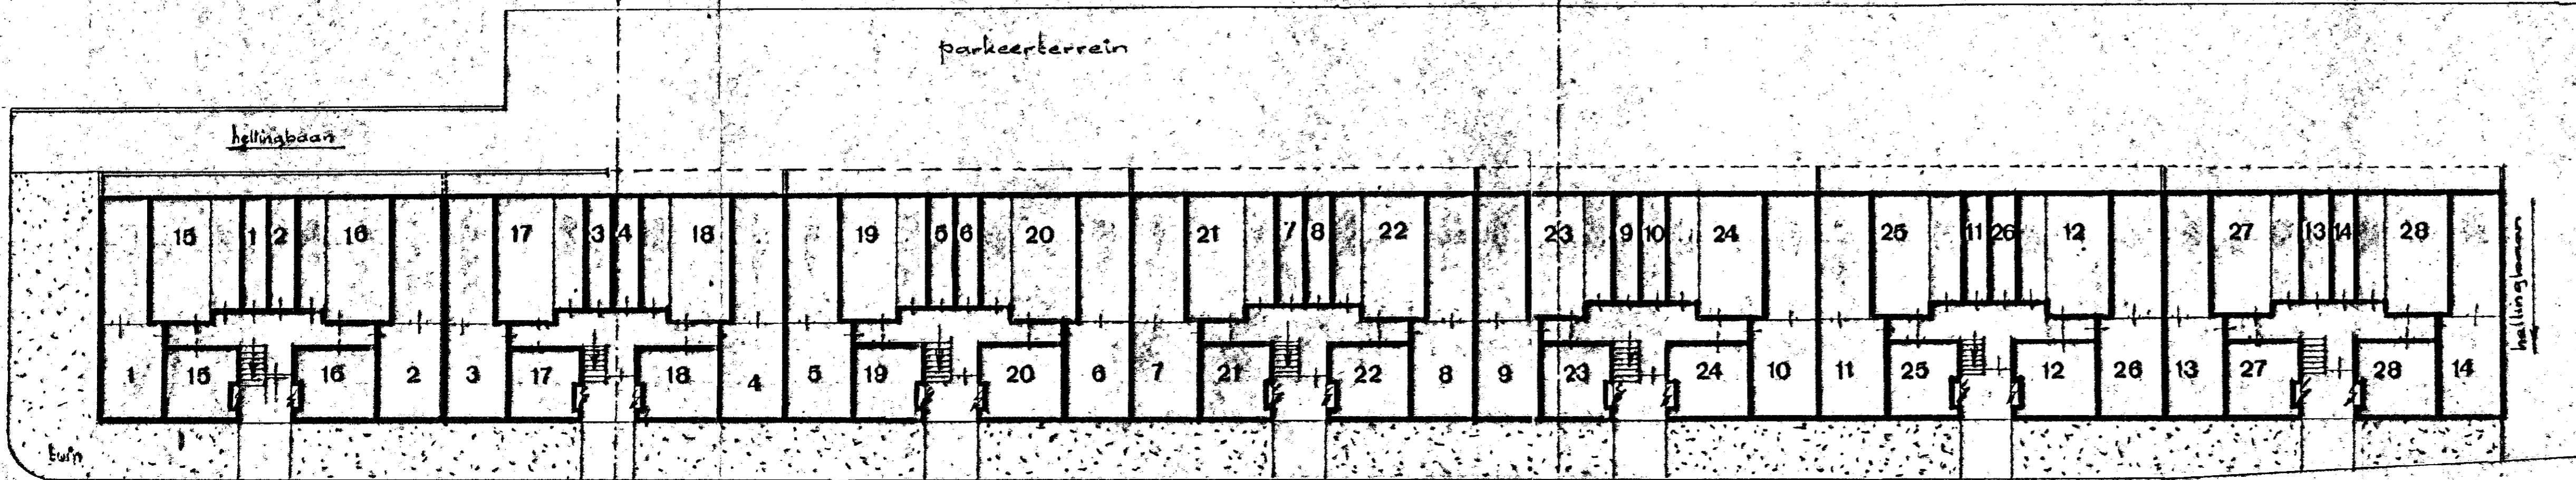 parkeerterrein
hellingbaan
15 1 2 16 17 3 4 18 19 5 6 20 21 7 8 22 23 9 10 24 25 11 26 12 27 13 14 28
hellingbaan
1 15 16 2 3 17 18 4 5 19 20 6 7 21 22 8 9 23 24 10 11 25 12 26 13 27 28 14
tuin